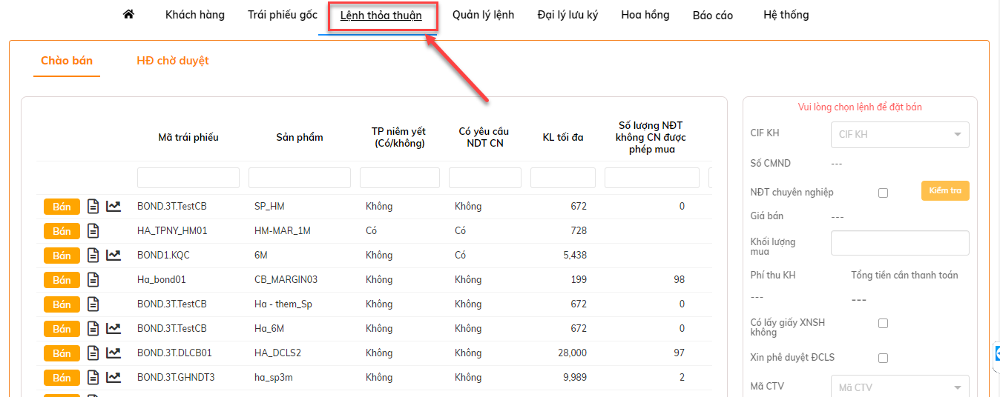 Khách hàng Trái phiếu gốc Lệnh thỏa thuận Quản lý lệnh Đại lý lưu ký Hoa hồng Báo cáo Hệ thống
Chào bán HĐ chờ duyệt
Mã trái phiếu Sản phẩm TP niêm yết (Có/không) Có yêu cầu NDT CN KL tối đa Số lượng NĐT không CN được phép mua
Bán BOND.3T.TestCB SP_HM Không Không 672 0
Bán HA_TPNY_HM01 HM-MAR_1M Có Có 728
Bán BOND1.KQC 6M Không Có 5,438
Bán Ha_bond01 CB_MARGIN03 Không Không 199 98
Bán BOND.3T.TestCB Ha - them_Sp Không Không 672 0
Bán BOND.3T.TestCB Ha_6M Không Không 672 0
Bán BOND.3T.DLCB01 HA_DCLS2 Không Không 28,000 97
Bán BOND.3T.GHNDT3 ha_sp3m Không Không 9,989 2
Vui lòng chọn lệnh để đặt bán
CIF KH CIF KH
Số CMND ---
NĐT chuyên nghiệp Kiểm tra
Giá bán ---
Khối lượng
mua
Phí thu KH Tổng tiền cần thanh toán
--- ---
Có lấy giấy XNSH
không
Xin phê duyệt ĐCLS
Mã CTV Mã CTV